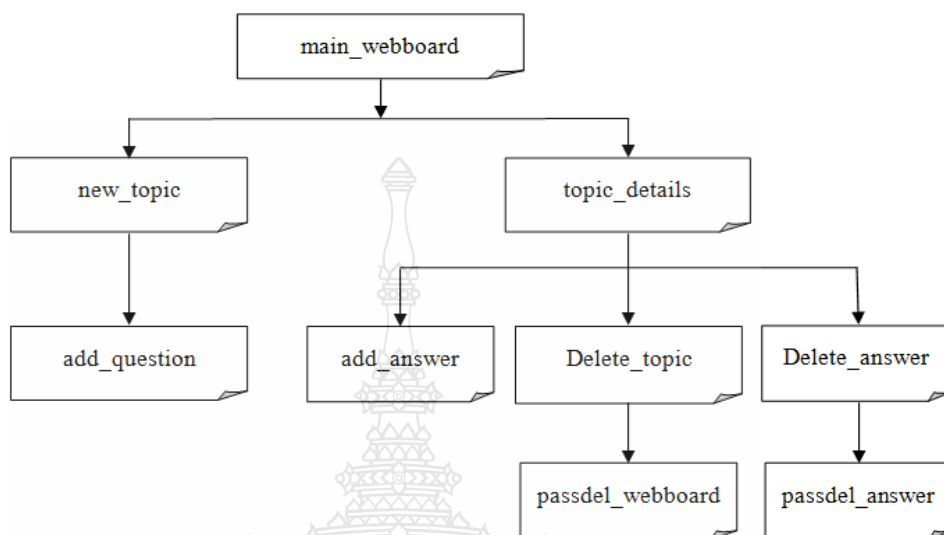 main_webboard
new_topic
topic_details
add_question
add_answer
Delete_topic
Delete_answer
passdel_webboard
passdel_answer